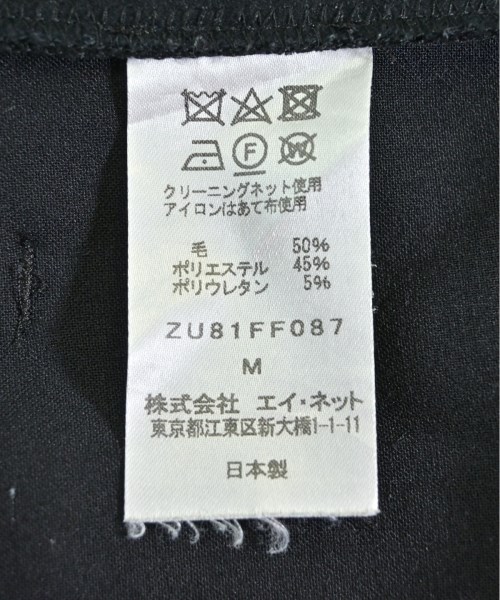 F W
クリーニングネット使用
アイロンはあて布使用
毛 50%
ポリエステル 45%
ポリウレタン 5%
ZU81FF087
M
株式会社 エイ・ネット
東京都江東区新大橋1-1-11
日本製